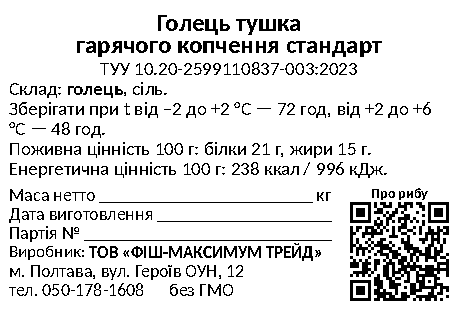 Голець тушка
гарячого копчення стандарт
ТУУ 10.20-2599110837-003:2023
Склад: голець, сіль.
Зберігати при t від –2 до +2 °С — 72 год, від +2 до +6
°С — 48 год.
Поживна цінність 100 г: білки 21 г, жири 15 г.
Енергетична цінність 100 г: 238 ккал / 996 кДж.
Маса нетто ________________________ кг
Дата виготовлення ____________________
Партія № ____________________________
Виробник: ТОВ «ФІШ-МАКСИМУМ ТРЕЙД»
м. Полтава, вул. Героїв ОУН, 12
тел. 050-178-1608 без ГМО
Про рибу